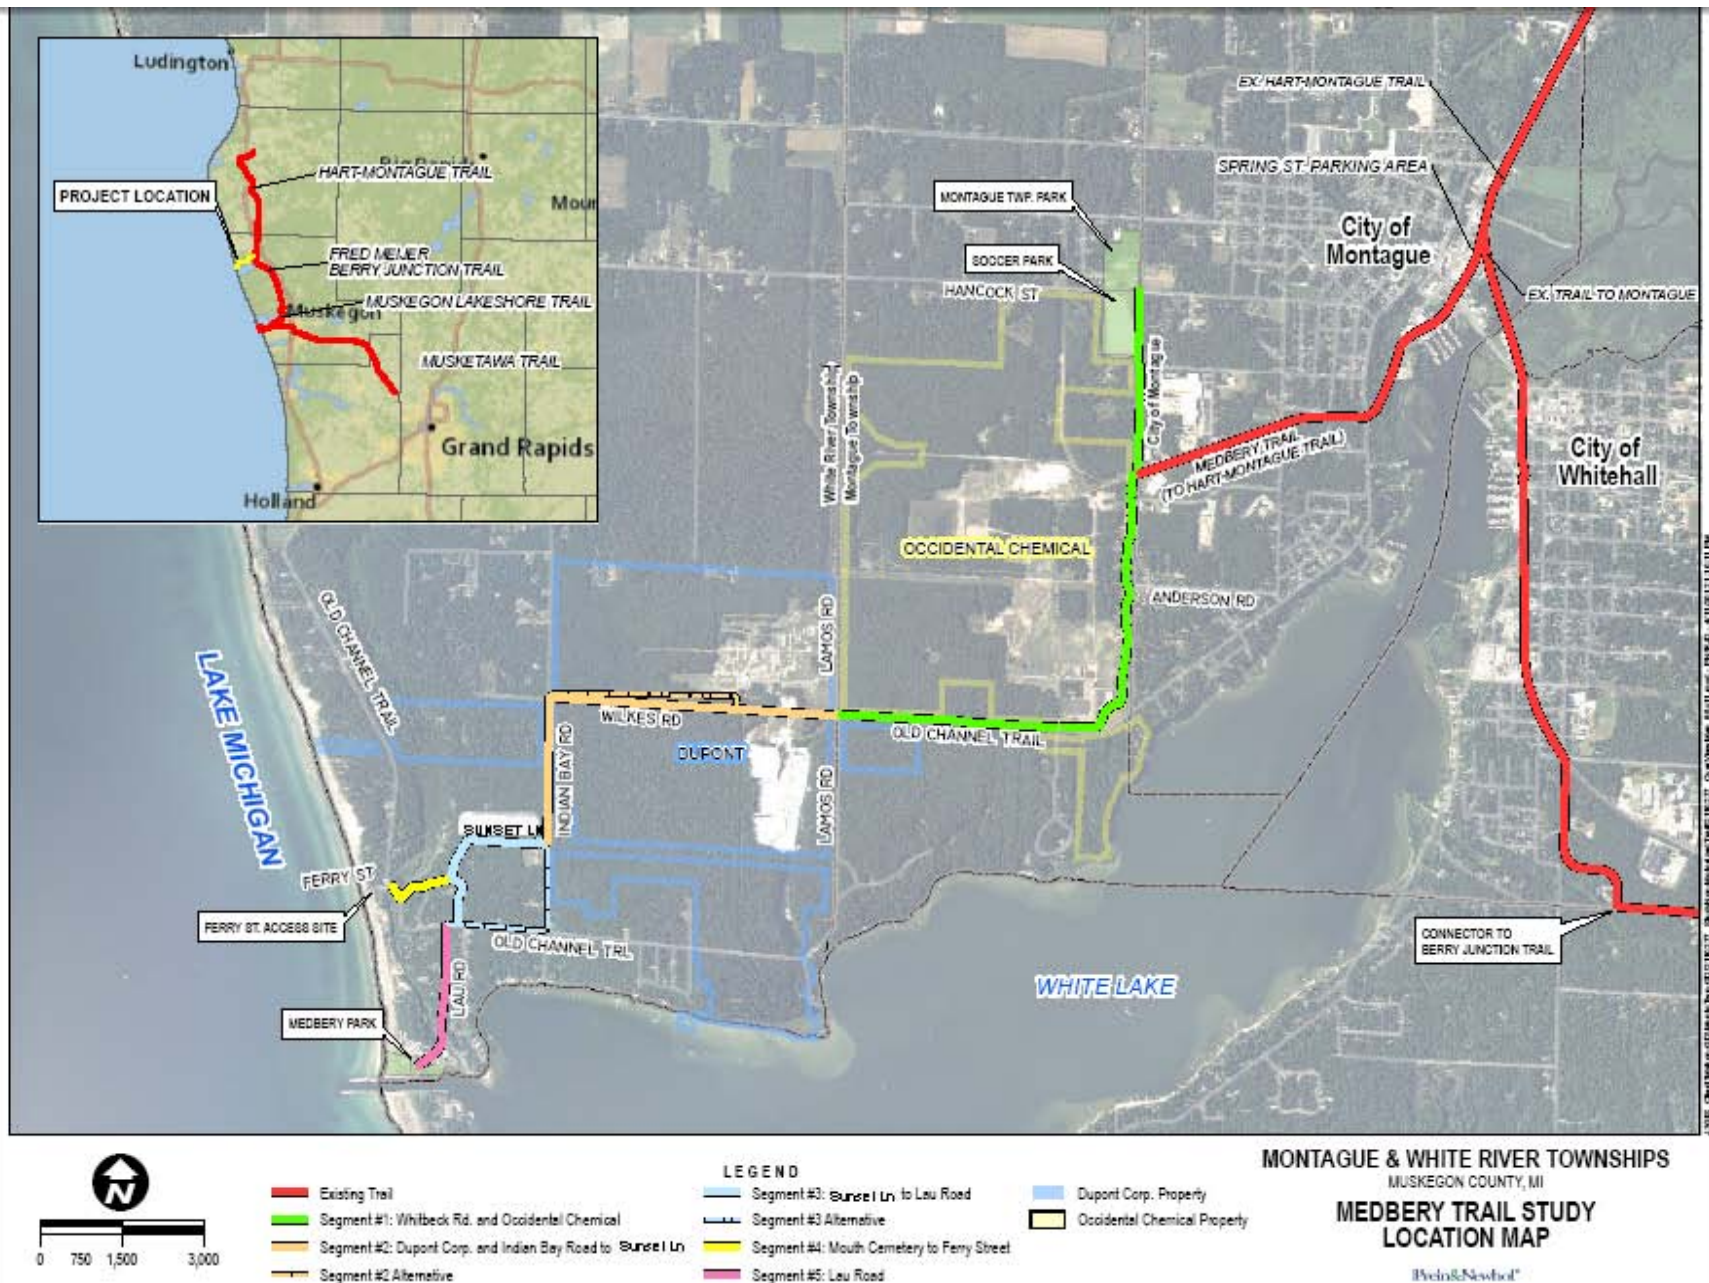 Ludington
HART-MONTAGUE TRAIL
PROJECT LOCATION
Moun
FRED MEIJER
BERRY JUNCTION TRAIL
MUSKEGON LAKESHORE TRAIL
Muskegon
MUSKETAWA TRAIL
Grand Rapids
Holland
EX. HART-MONTAGUE TRAIL
SPRING ST. PARKING AREA
MONTAGUE TWP. PARK
City of
Montague
SOCCER PARK
HANCOCK ST
EX. TRAIL TO MONTAGUE
White River Township
Montague Township
City of Montague
MEDBERY TRAIL
(TO HART-MONTAGUE TRAIL)
City of
Whitehall
OCCIDENTAL CHEMICAL
ANDERSON RD
OLD CHANNEL TRAIL
LAMOS RD
LAKE MICHIGAN
WILKES RD
OLD CHANNEL TRAIL
DUPONT
INDIAN BAY RD
LAMOS RD
SUNSET LN
FERRY ST
FERRY ST. ACCESS SITE
OLD CHANNEL TRL
CONNECTOR TO
BERRY JUNCTION TRAIL
LAU RD
WHITE LAKE
MEDBERY PARK
N
0 750 1,500 3,000
LEGEND
Existing Trail
Segment #1: Whitbeck Rd. and Occidental Chemical
Segment #2: Dupont Corp. and Indian Bay Road to Sunset Ln
Segment #2 Alternative
Segment #3: Sunset Ln to Lau Road
Segment #3 Alternative
Segment #4: Mouth Cemetery to Ferry Street
Segment #5: Lau Road
Dupont Corp. Property
Occidental Chemical Property
MONTAGUE & WHITE RIVER TOWNSHIPS
MUSKEGON COUNTY, MI
MEDBERY TRAIL STUDY
LOCATION MAP
Prein&Newhof